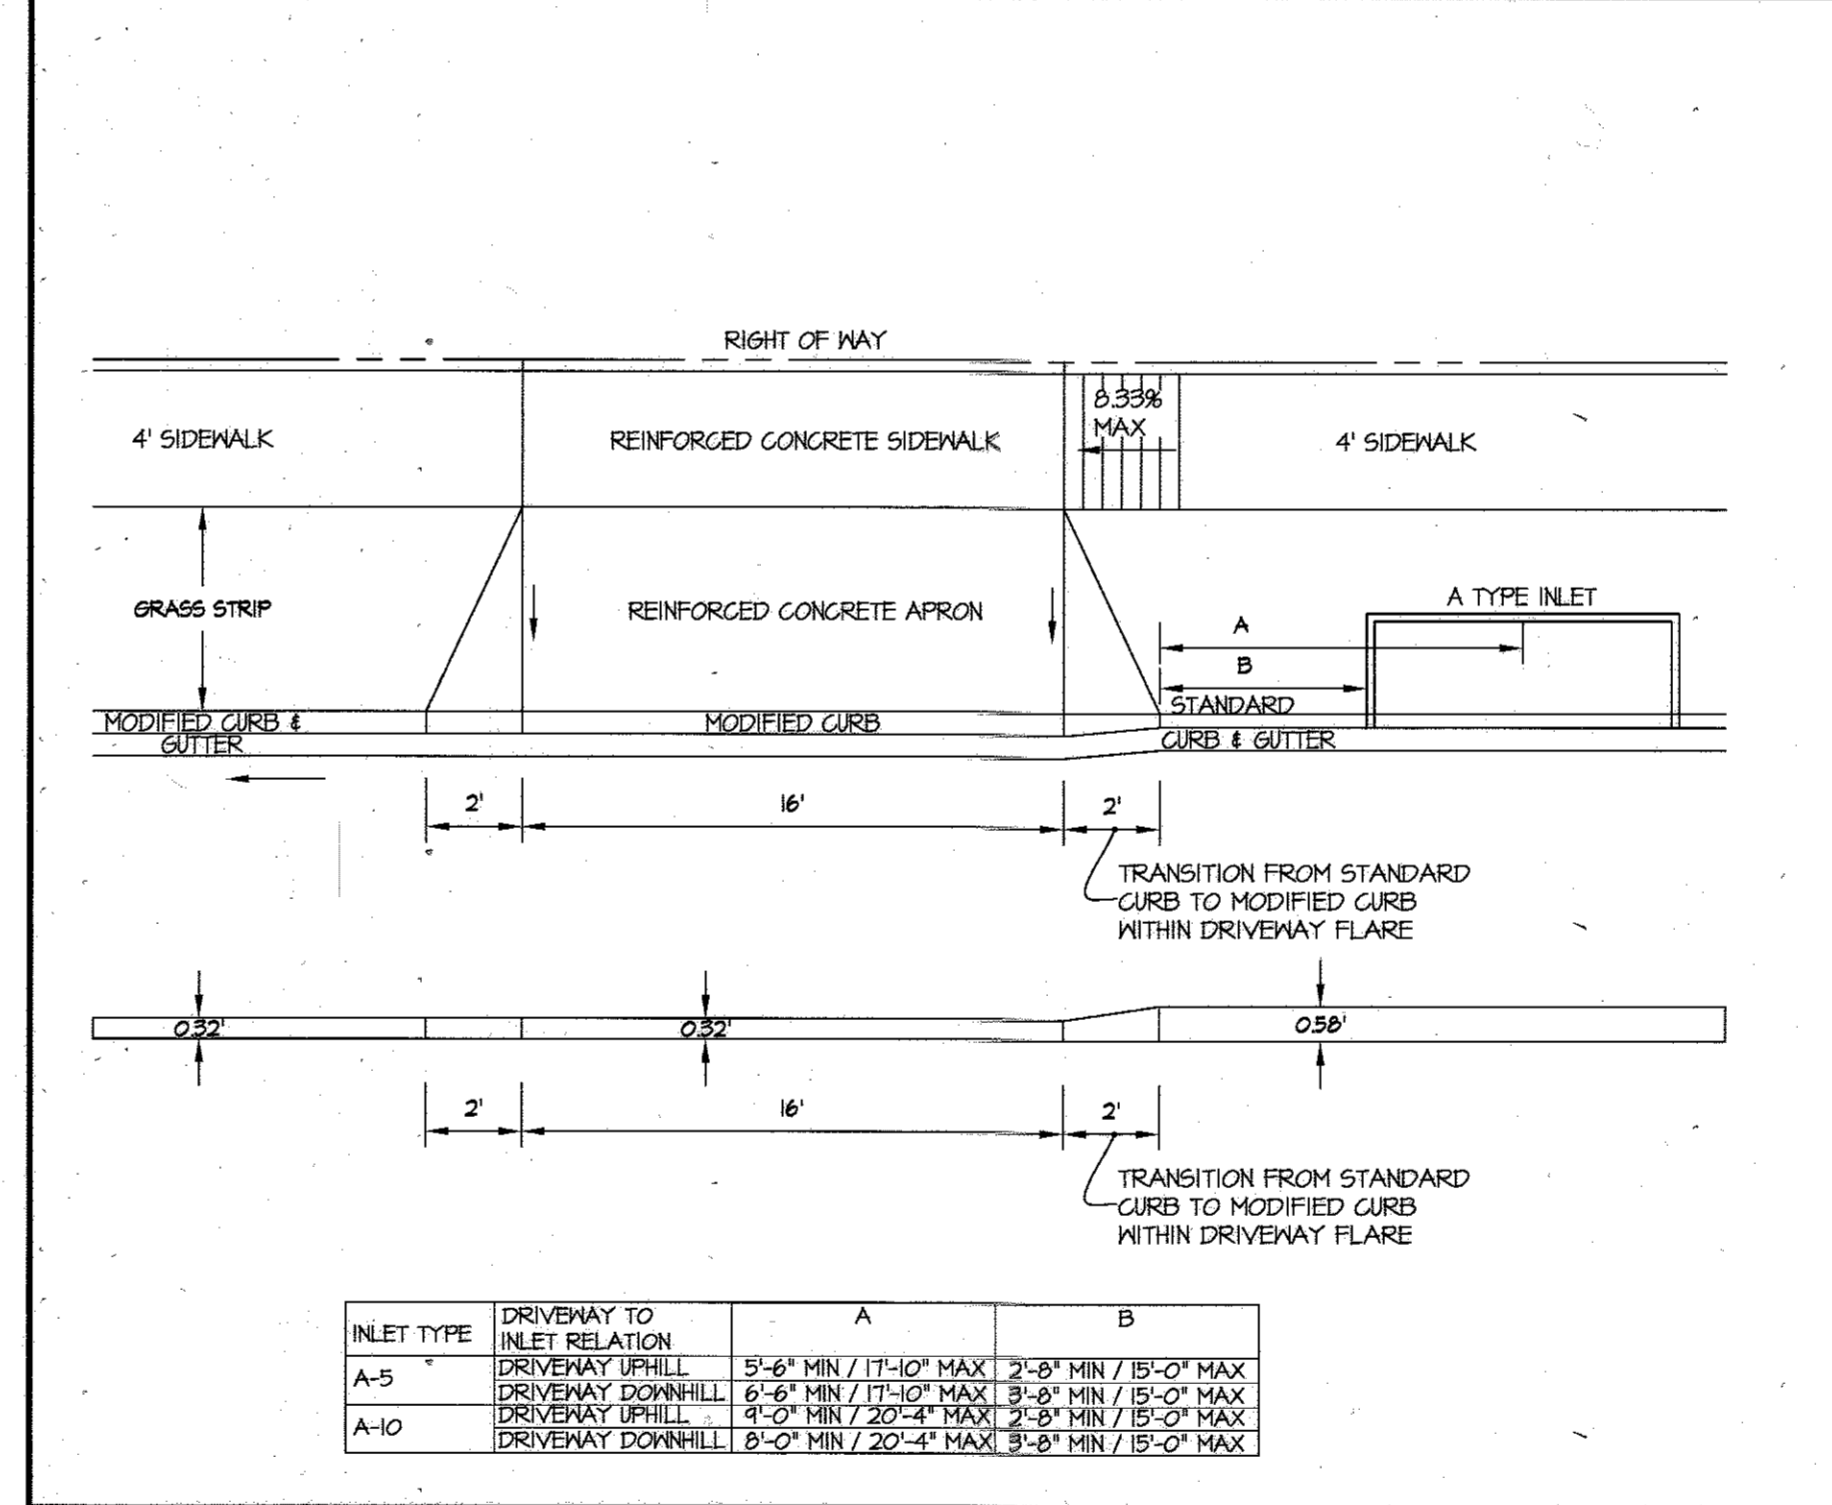 RIGHT OF WAY
8.33%
MAX
4' SIDEWALK
REINFORCED CONCRETE SIDEWALK
4' SIDEWALK
A TYPE INLET
GRASS STRIP
REINFORCED CONCRETE APRON
A
B
STANDARD
CURB & GUTTER
MODIFIED CURB &
GUTTER
MODIFIED CURB
2'
16'
2'
TRANSITION FROM STANDARD
CURB TO MODIFIED CURB
WITHIN DRIVEWAY FLARE
0.32'
0.32'
0.58'
2'
16'
2'
TRANSITION FROM STANDARD
CURB TO MODIFIED CURB
WITHIN DRIVEWAY FLARE
INLET TYPE
DRIVEWAY TO
INLET RELATION
A
B
A-5
DRIVEWAY UPHILL 5'-6" MIN / 17'-10" MAX 2'-8" MIN / 15'-0" MAX
DRIVEWAY DOWNHILL 6'-6" MIN / 17'-10" MAX 3'-8" MIN / 15'-0" MAX
A-10
DRIVEWAY UPHILL 9'-0" MIN / 20'-4" MAX 2'-8" MIN / 15'-0" MAX
DRIVEWAY DOWNHILL 8'-0" MIN / 20'-4" MAX 3'-8" MIN / 15'-0" MAX